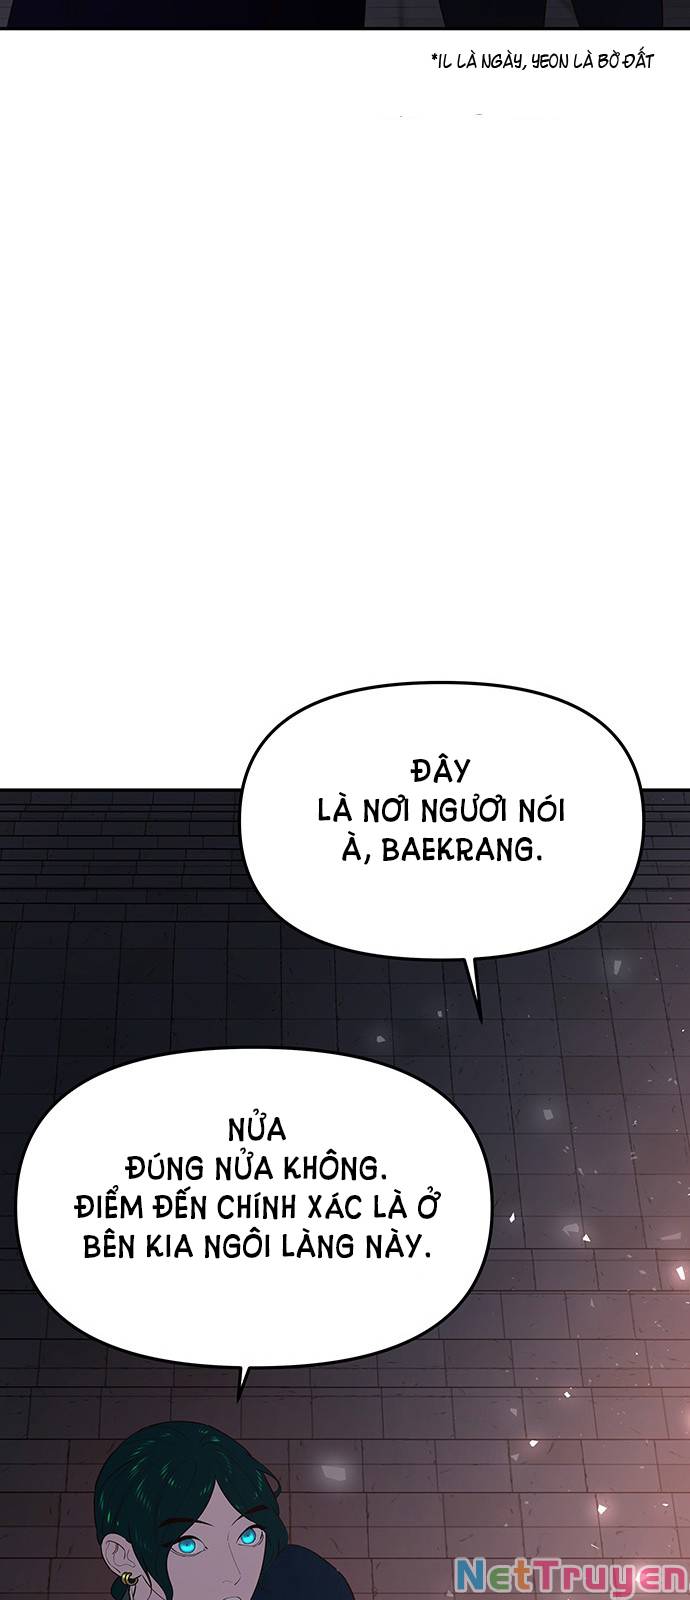 *IL LÀ NGÀY, YEON LÀ BỜ ĐẤT
ĐÂY
LÀ NƠI NGƯƠI NÓI
À, BAEKRANG.
NỬA
ĐÚNG NỬA KHÔNG.
ĐIỂM ĐẾN CHÍNH XÁC LÀ Ở
BÊN KIA NGÔI LÀNG NÀY.
NETTRUYEN